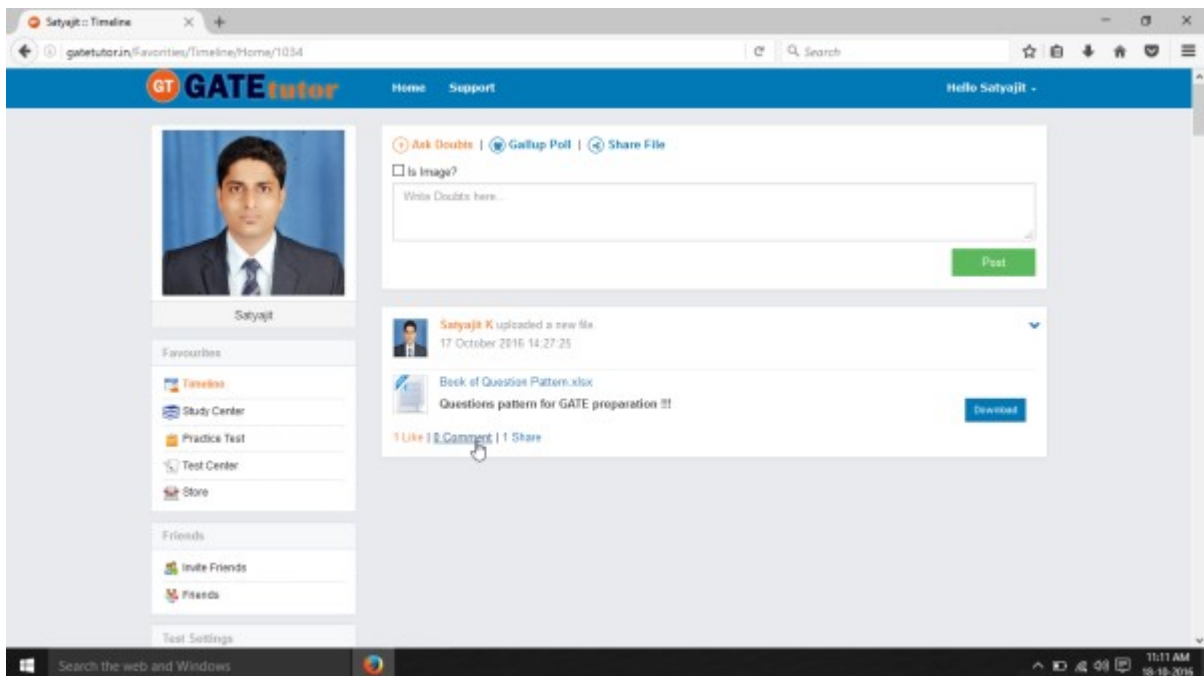 Satyajit :: Timeline
gatetutor.in/Favorities/Timeline/Home/1034
Search
GT GATEtutor
Home Support
Hello Satyajit
Ask Doubts | Gallup Poll | Share File
Is Image?
Write Doubts here...
Post
Satyajit
Satyajit K uploaded a new file.
17 October 2016 14:27:25
Book of Question Pattern.xlsx
Questions pattern for GATE preparation !!!
Download
1 Like | 0 Comment | 1 Share
Favourites
Timeline
Study Center
Practice Test
Test Center
Store
Friends
Invite Friends
Friends
Test Settings
Search the web and Windows
11:11 AM
18-10-2016